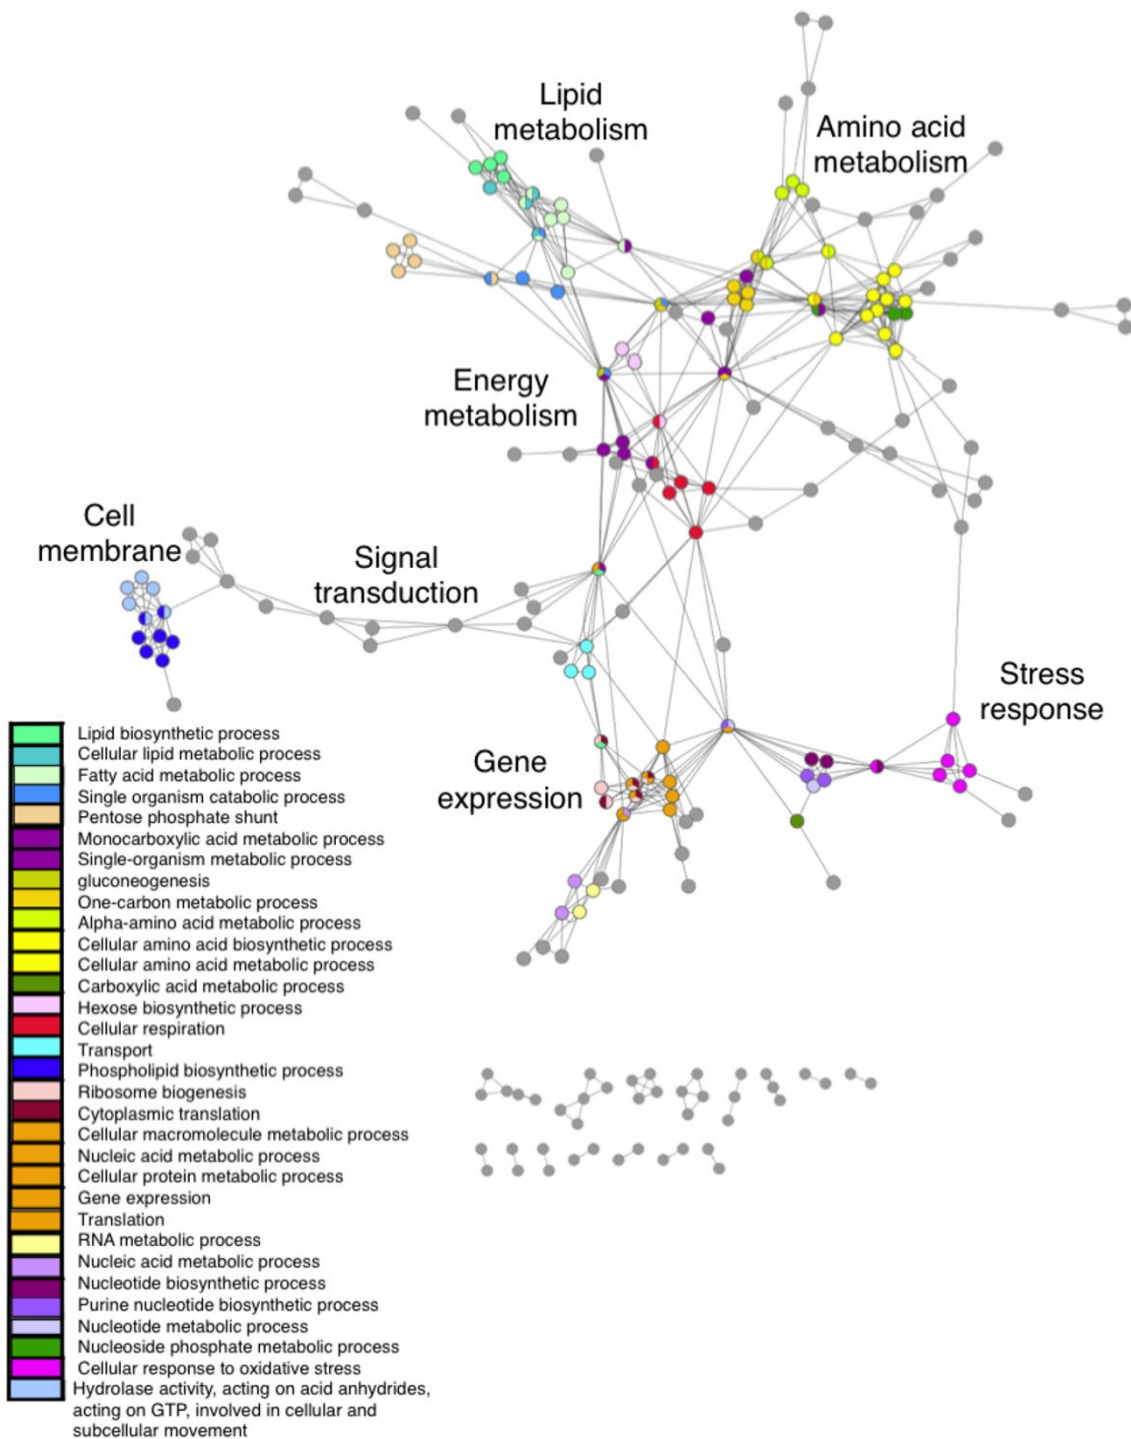 Lipid
metabolism
Amino acid
metabolism
Energy
metabolism
Cell
membrane
Signal
transduction
Stress
response
Gene
expression
Lipid biosynthetic process
Cellular lipid metabolic process
Fatty acid metabolic process
Single organism catabolic process
Pentose phosphate shunt
Monocarboxylic acid metabolic process
Single-organism metabolic process
gluconeogenesis
One-carbon metabolic process
Alpha-amino acid metabolic process
Cellular amino acid biosynthetic process
Cellular amino acid metabolic process
Carboxylic acid metabolic process
Hexose biosynthetic process
Cellular respiration
Transport
Phospholipid biosynthetic process
Ribosome biogenesis
Cytoplasmic translation
Cellular macromolecule metabolic process
Nucleic acid metabolic process
Cellular protein metabolic process
Gene expression
Translation
RNA metabolic process
Nucleic acid metabolic process
Nucleotide biosynthetic process
Purine nucleotide biosynthetic process
Nucleotide metabolic process
Nucleoside phosphate metabolic process
Cellular response to oxidative stress
Hydrolase activity, acting on acid anhydrides,
acting on GTP, involved in cellular and
subcellular movement